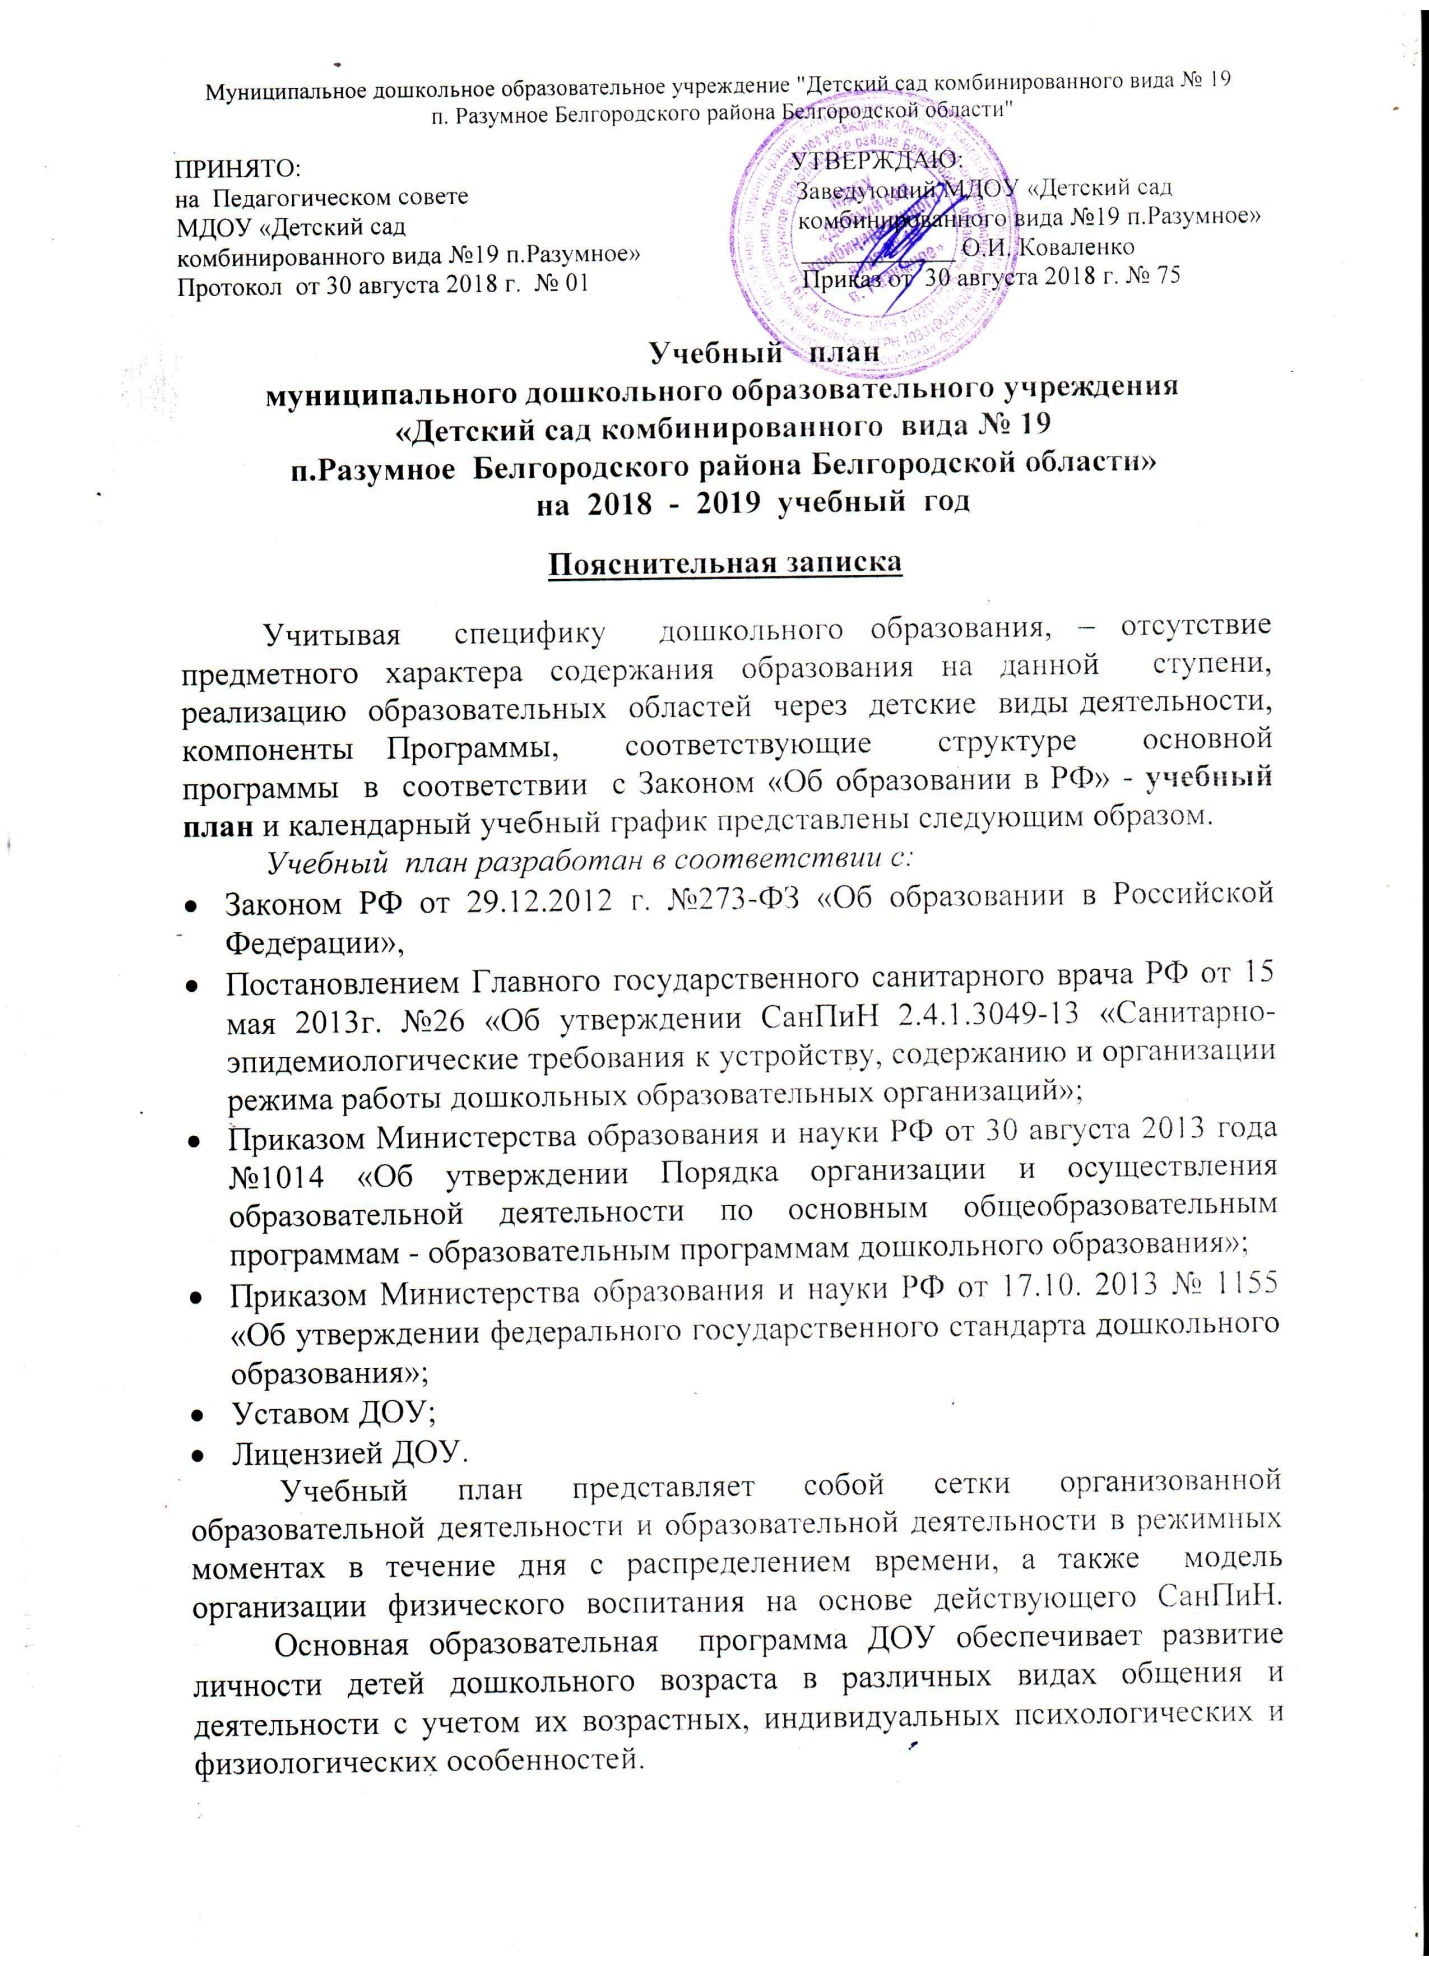 Муниципальное дошкольное образовательное учреждение "Детский сад комбинированного вида № 19
п. Разумное Белгородского района Белгородской области"
ПРИНЯТО:
на Педагогическом совете
МДОУ «Детский сад
комбинированного вида №19 п.Разумное»
Протокол от 30 августа 2018 г. № 01
УТВЕРЖДАЮ:
Заведующий МДОУ «Детский сад
комбинированного вида №19 п.Разумное»
____________ О.И. Коваленко
Приказ от 30 августа 2018 г. № 75
Учебный план
муниципального дошкольного образовательного учреждения
«Детский сад комбинированного вида № 19
п.Разумное Белгородского района Белгородской области»
на 2018 - 2019 учебный год
Пояснительная записка
Учитывая специфику дошкольного образования, – отсутствие
предметного характера содержания образования на данной ступени,
реализацию образовательных областей через детские виды деятельности,
компоненты Программы, соответствующие структуре основной
программы в соответствии с Законом «Об образовании в РФ» - учебный
план и календарный учебный график представлены следующим образом.
Учебный план разработан в соответствии с:
• Законом РФ от 29.12.2012 г. №273-ФЗ «Об образовании в Российской
Федерации»,
• Постановлением Главного государственного санитарного врача РФ от 15
мая 2013г. №26 «Об утверждении СанПиН 2.4.1.3049-13 «Санитарно-
эпидемиологические требования к устройству, содержанию и организации
режима работы дошкольных образовательных организаций»;
• Приказом Министерства образования и науки РФ от 30 августа 2013 года
№1014 «Об утверждении Порядка организации и осуществления
образовательной деятельности по основным общеобразовательным
программам - образовательным программам дошкольного образования»;
• Приказом Министерства образования и науки РФ от 17.10. 2013 № 1155
«Об утверждении федерального государственного стандарта дошкольного
образования»;
• Уставом ДОУ;
• Лицензией ДОУ.
Учебный план представляет собой сетки организованной
образовательной деятельности и образовательной деятельности в режимных
моментах в течение дня с распределением времени, а также модель
организации физического воспитания на основе действующего СанПиН.
Основная образовательная программа ДОУ обеспечивает развитие
личности детей дошкольного возраста в различных видах общения и
деятельности с учетом их возрастных, индивидуальных психологических и
физиологических особенностей.